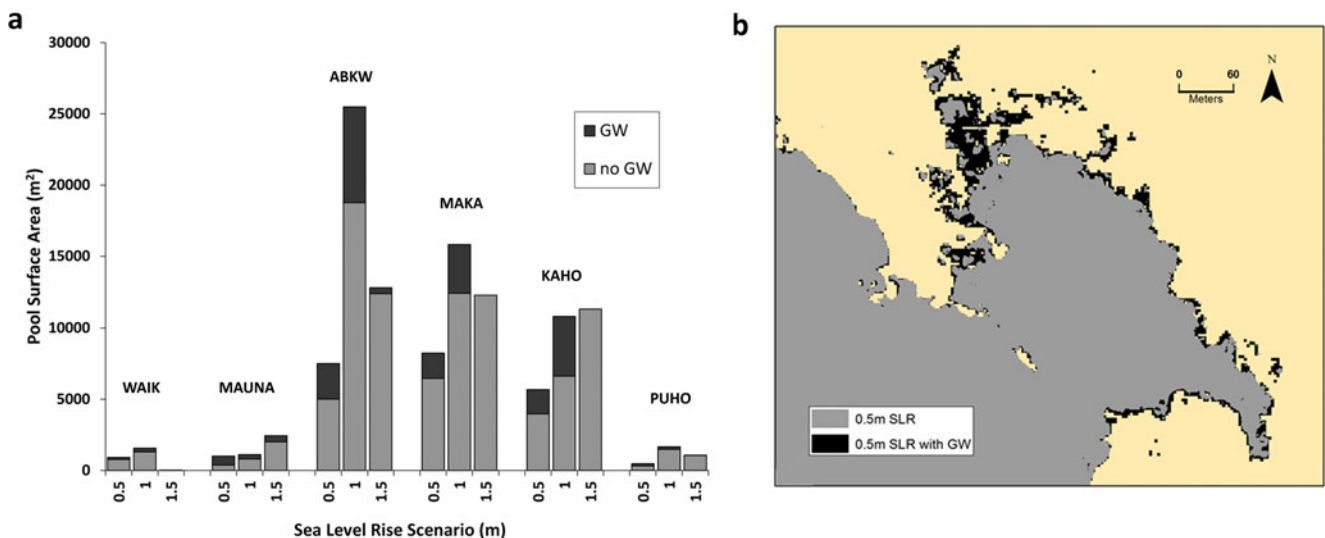 a
30000
25000
20000
15000
10000
5000
0
Pool Surface Area (m²)
WAIK
MAUNA
ABKW
MAKA
KAHO
PUHO
GW
no GW
0.5 1 1.5 0.5 1 1.5 0.5 1 1.5 0.5 1 1.5 0.5 1 1.5 0.5 1 1.5
Sea Level Rise Scenario (m)
b
0 60
Meters
N
0.5m SLR
0.5m SLR with GW